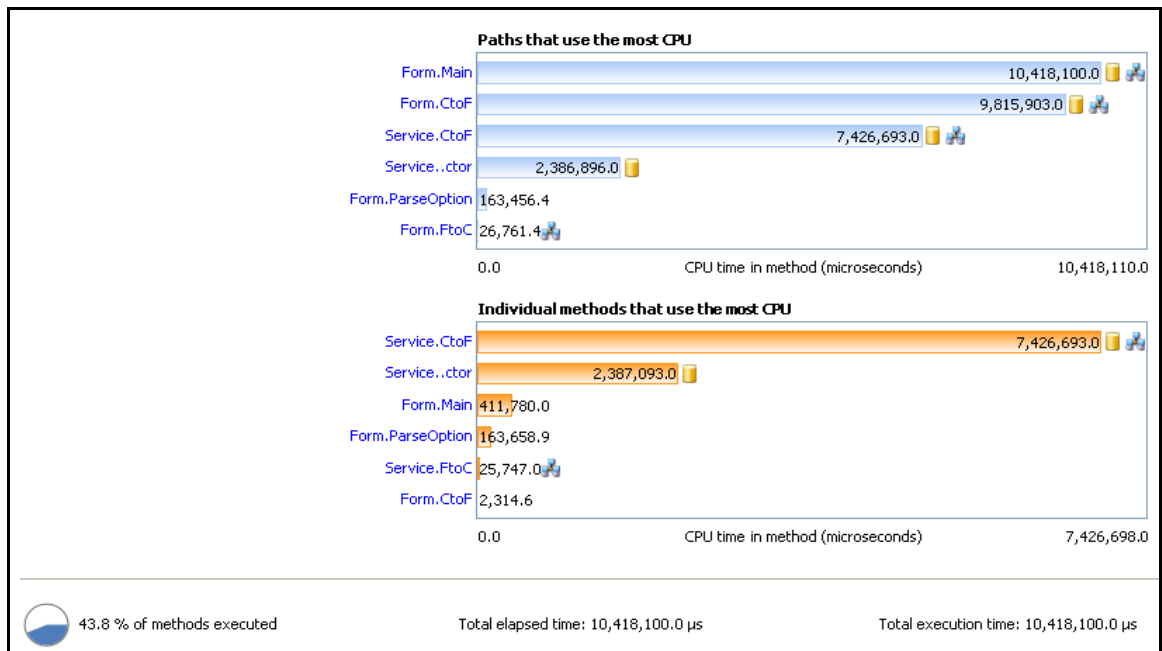 Paths that use the most CPU
Form.Main 10,418,100.0
Form.CtoF 9,815,903.0
Service.CtoF 7,426,693.0
Service..ctor 2,386,896.0
Form.ParseOption 163,456.4
Form.FtoC 26,761.4
0.0 CPU time in method (microseconds) 10,418,110.0
Individual methods that use the most CPU
Service.CtoF 7,426,693.0
Service..ctor 2,387,093.0
Form.Main 411,780.0
Form.ParseOption 163,658.9
Service.FtoC 25,747.0
Form.CtoF 2,314.6
0.0 CPU time in method (microseconds) 7,426,698.0
43.8 % of methods executed Total elapsed time: 10,418,100.0 µs Total execution time: 10,418,100.0 µs